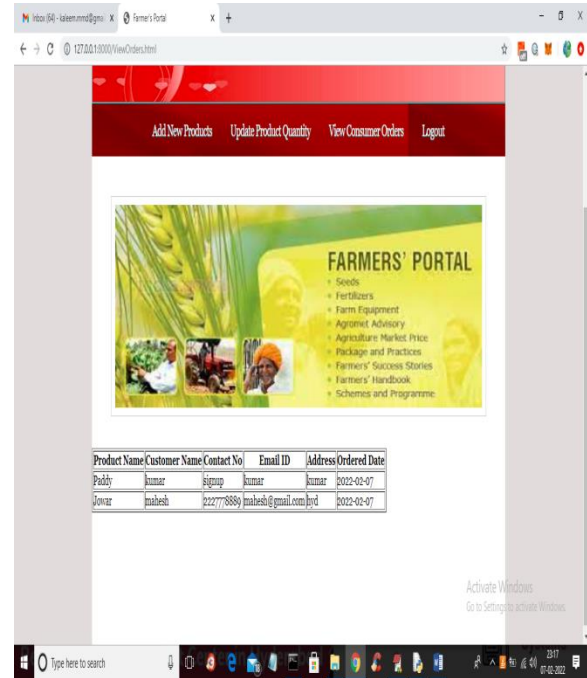 Inbox (64) - kaleem.mmd@gmai X Farmer's Portal X +
127.0.0.1:8000/ViewOrders.html
Add New Products Update Product Quantity View Consumer Orders Logout
FARMERS' PORTAL
Seeds
Fertilizers
Farm Equipment
Agromet Advisory
Agriculture Market Price
Package and Practices
Farmers' Success Stories
Farmers' Handbook
Schemes and Programme
Product Name Customer Name Contact No Email ID Address Ordered Date
Paddy kumar signup kumar kumar 2022-02-07
Jowar mahesh 222778889 mahesh@gmail.com hyd 2022-02-07
Activate Windows
Go to Settings to activate Windows.
Type here to search
23:17
07-02-2022